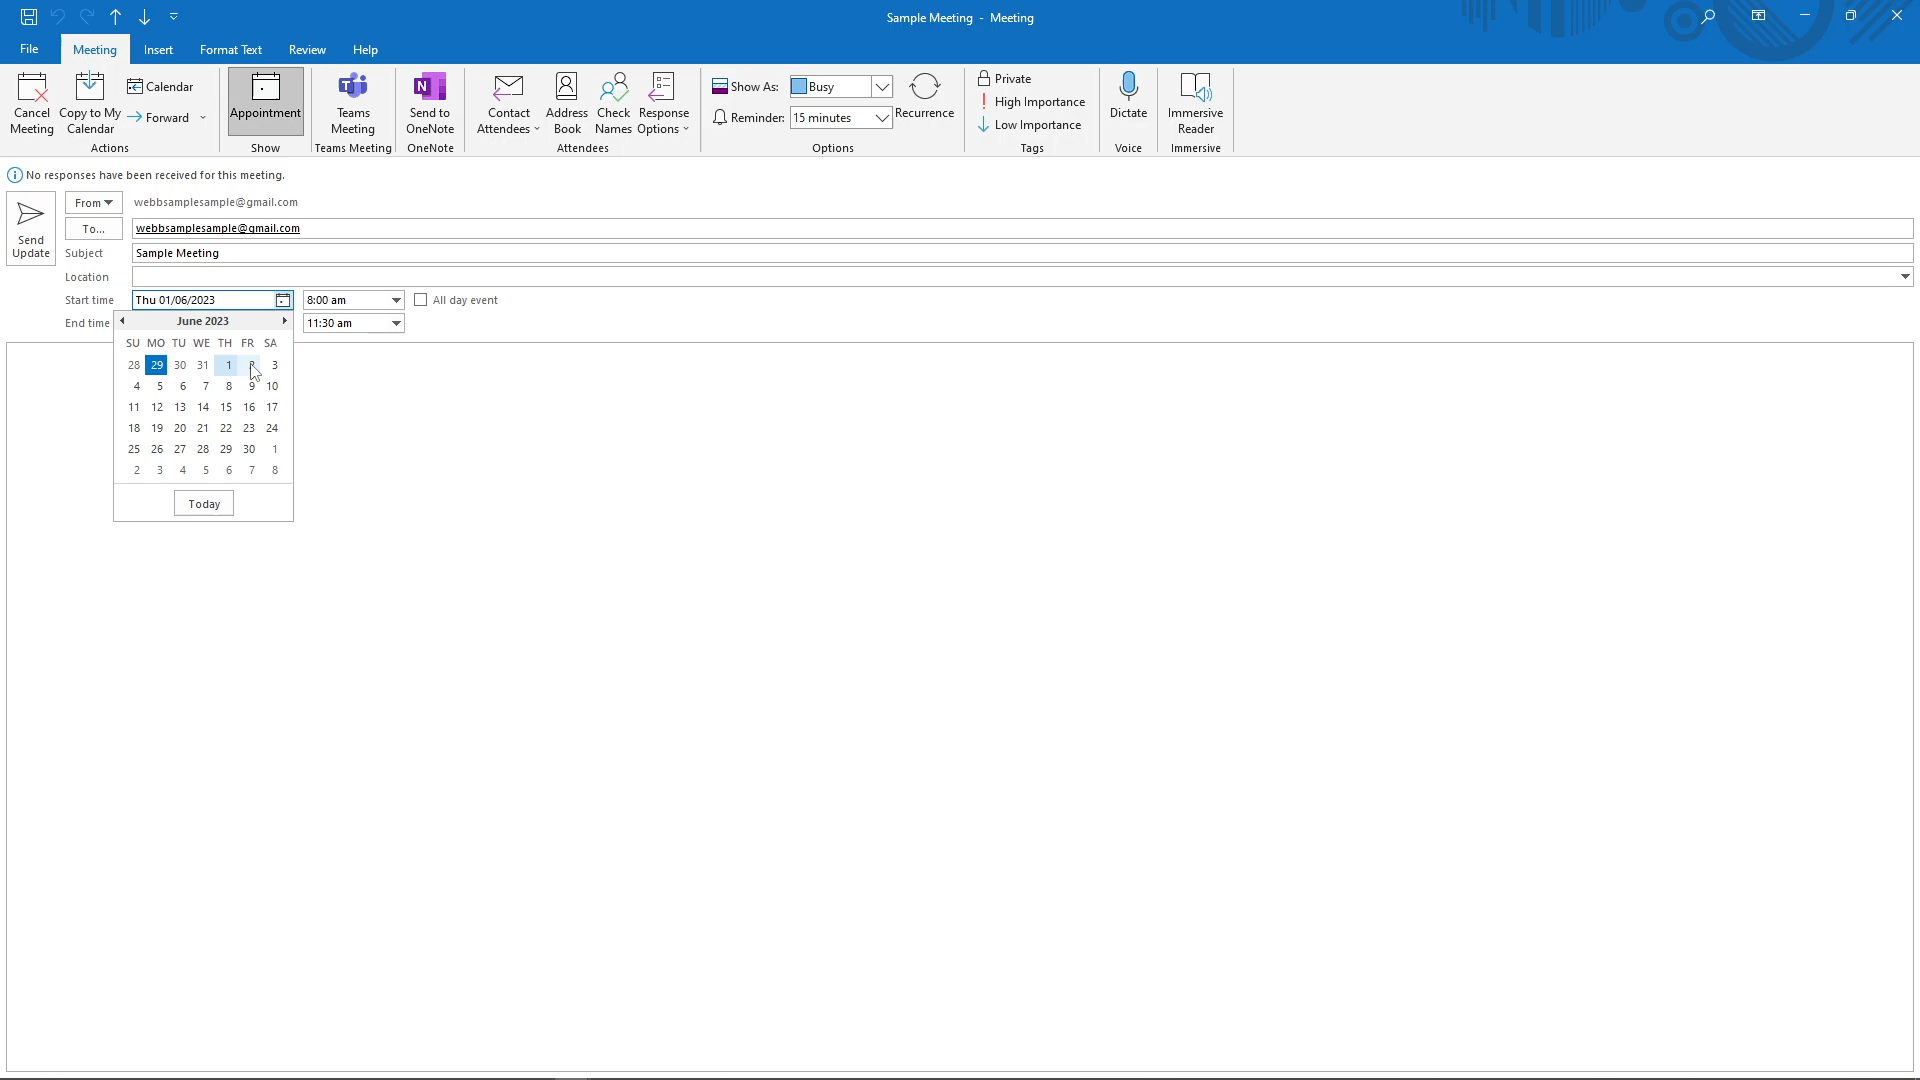 Sample Meeting - Meeting
File Meeting Insert Format Text Review Help
Cancel Meeting
Copy to My Calendar
Calendar
Forward
Actions
Appointment
Show
Teams Meeting
Teams Meeting
Send to OneNote
OneNote
Contact Attendees
Address Book
Check Names
Response Options
Attendees
Show As: Busy
Reminder: 15 minutes
Recurrence
Options
Private
High Importance
Low Importance
Tags
Dictate
Voice
Immersive Reader
Immersive
No responses have been received for this meeting.
Send Update
From webbsamplesample@gmail.com
To... webbsamplesample@gmail.com
Subject Sample Meeting
Location
Start time Thu 01/06/2023 8:00 am All day event
End time 11:30 am
June 2023
SU MO TU WE TH FR SA
28 29 30 31 1 2 3
4 5 6 7 8 9 10
11 12 13 14 15 16 17
18 19 20 21 22 23 24
25 26 27 28 29 30 1
2 3 4 5 6 7 8
Today